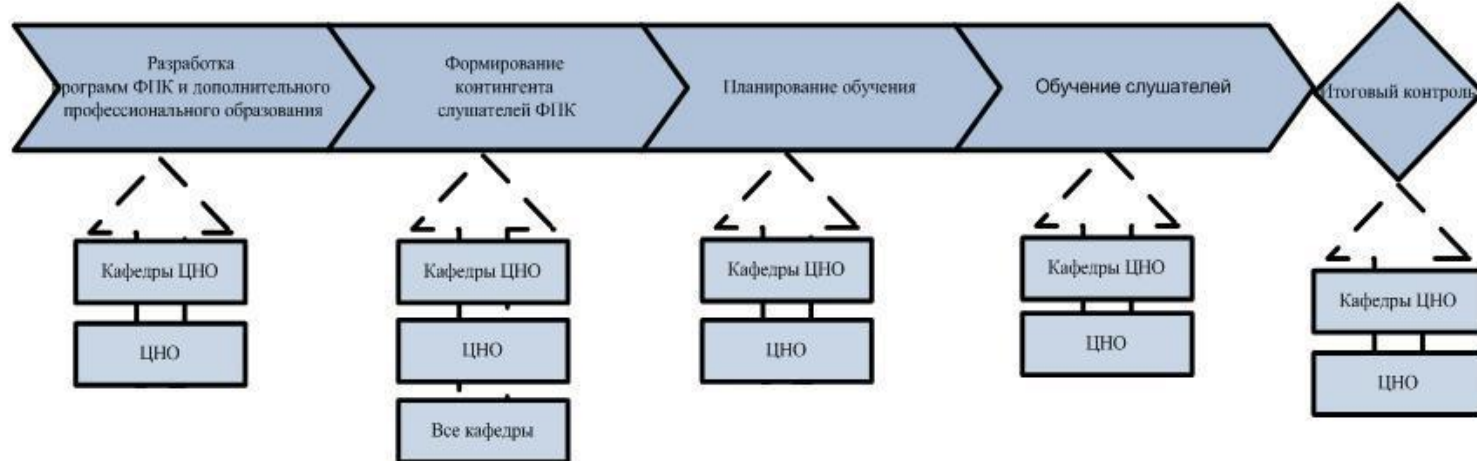 Разработка
программ ФПК и дополнительного
профессионального образования
Формирование
контингента
слушателей ФПК
Планирование обучения
Обучение слушателей
Итоговый контроль
Кафедры ЦНО
ЦНО
Кафедры ЦНО
ЦНО
Все кафедры
Кафедры ЦНО
ЦНО
Кафедры ЦНО
ЦНО
Кафедры ЦНО
ЦНО